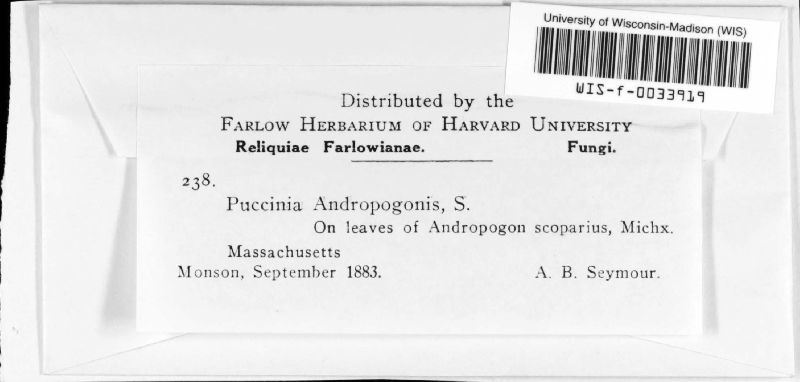 University of Wisconsin-Madison (WIS)
WIS-f-0033919
Distributed by the
FARLOW HERBARIUM OF HARVARD UNIVERSITY
Reliquiae Farlowianae. Fungi.
238.
Puccinia Andropogonis, S.
On leaves of Andropogon scoparius, Michx.
Massachusetts
Monson, September 1883. A. B. Seymour.